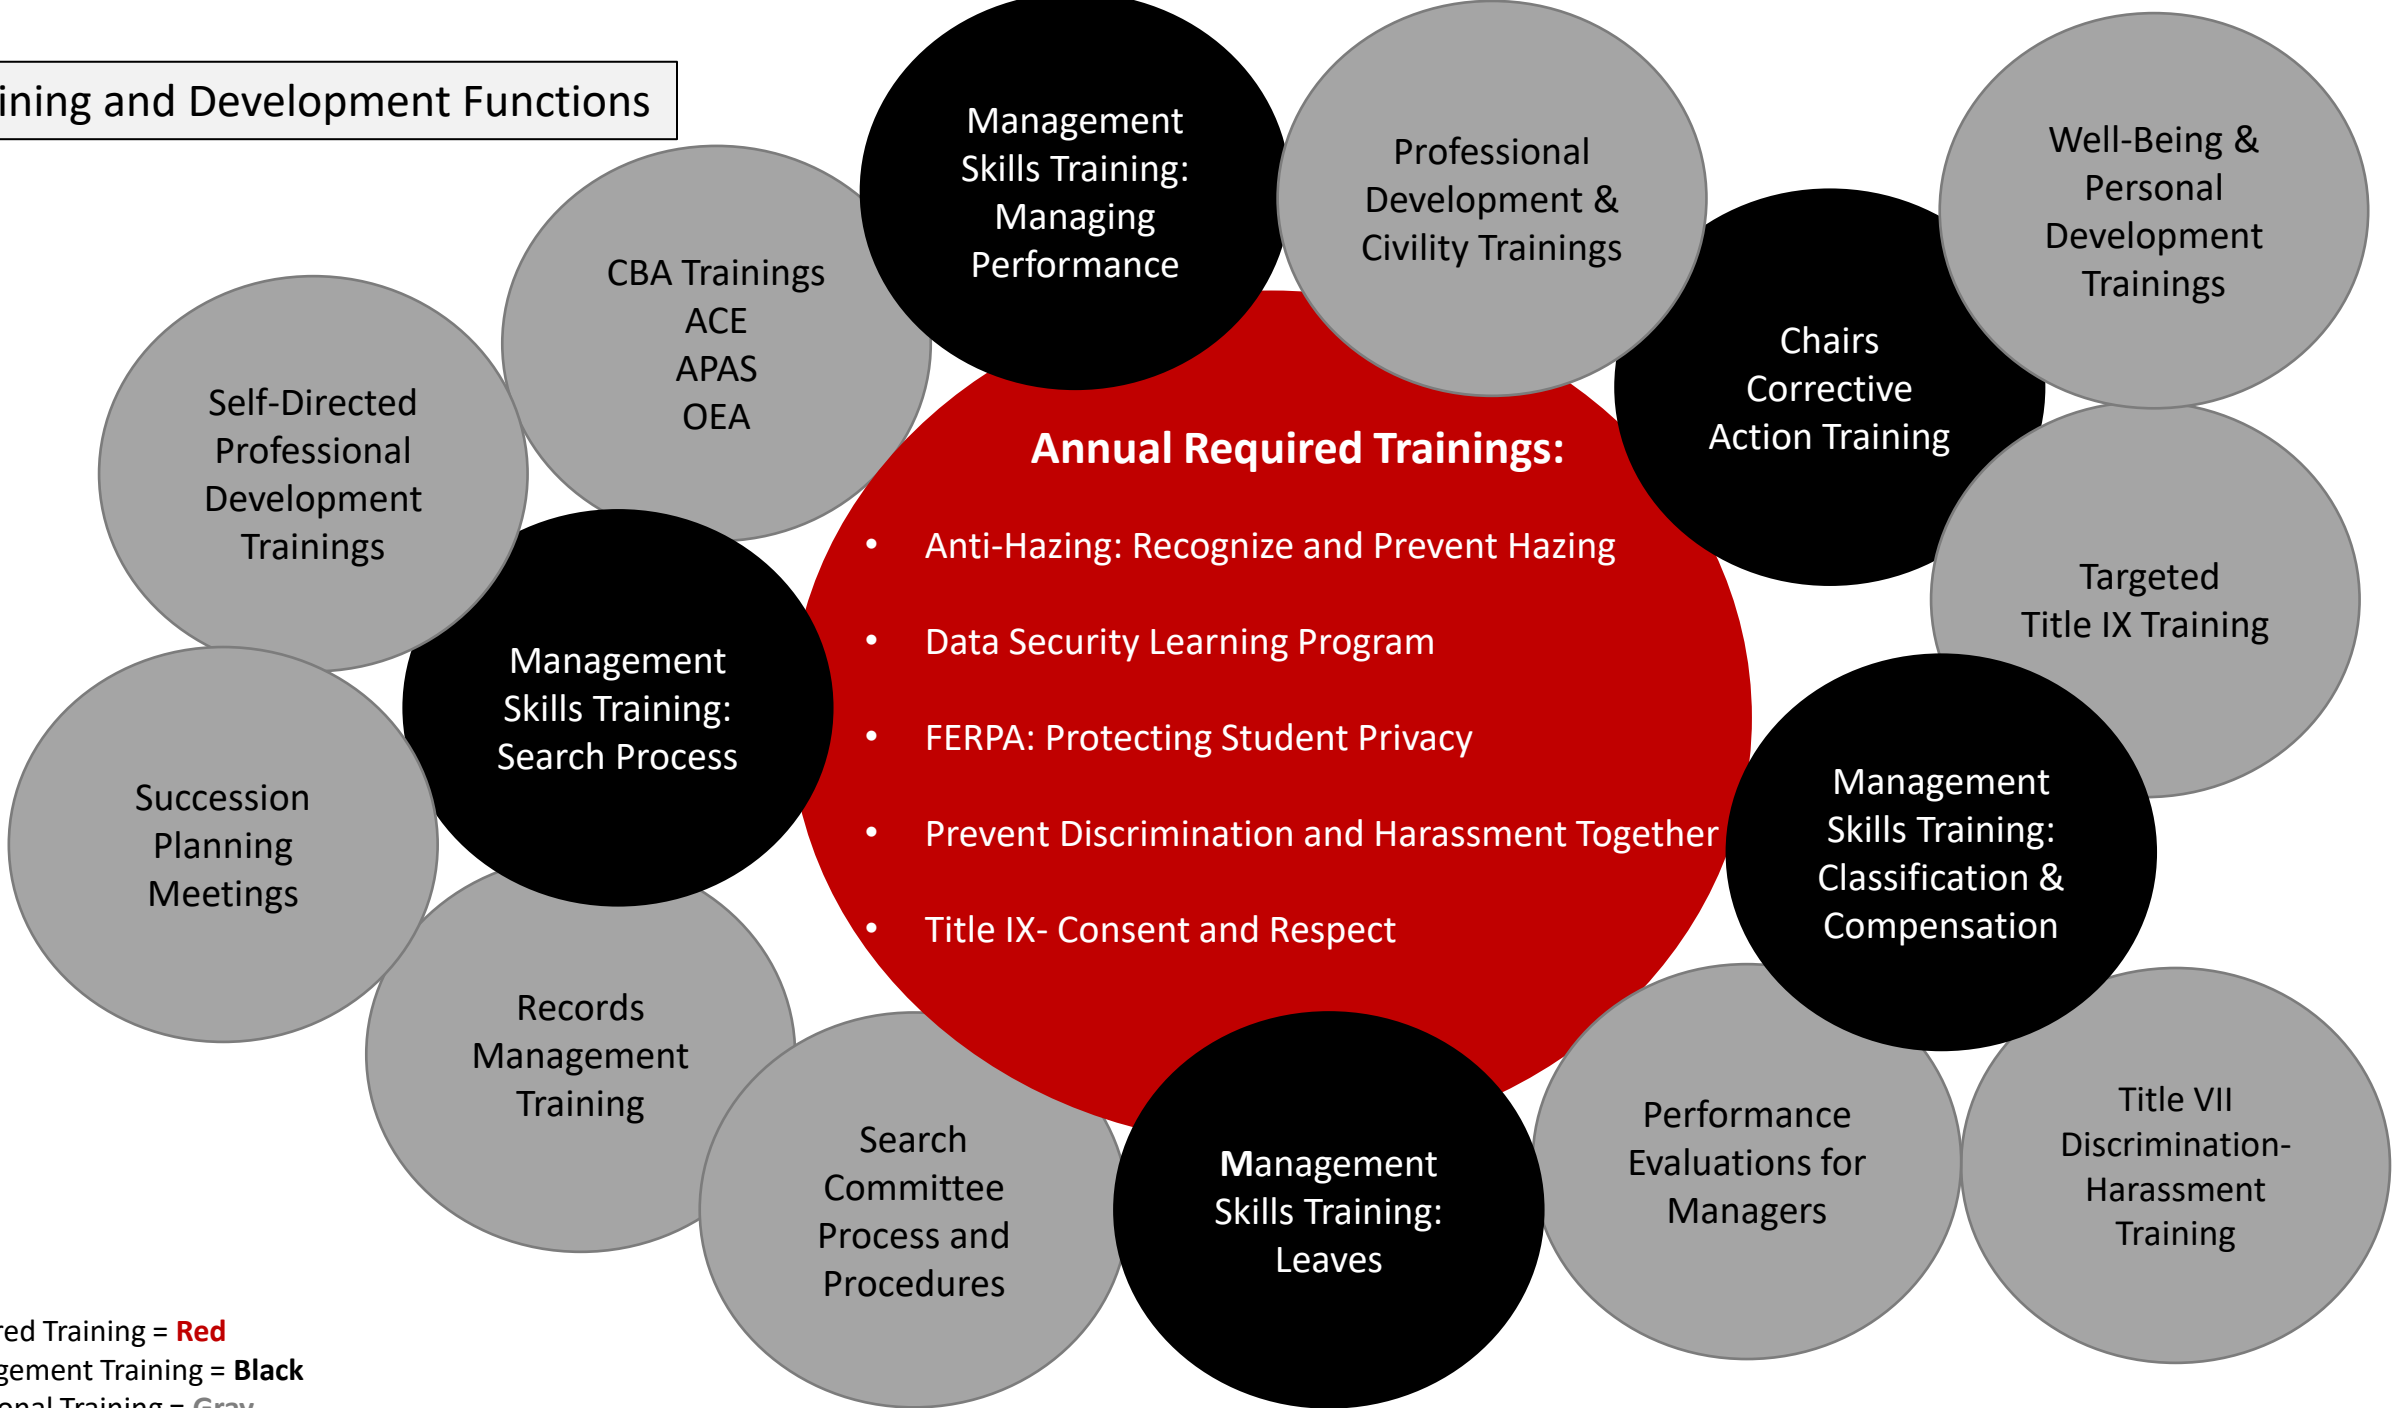 ining and Development Functions
Management
Skills Training:
Managing
Performance
Professional
Development &
Civility Trainings
Well-Being &
Personal
Development
Trainings
CBA Trainings
ACE
APAS
OEA
Chairs
Corrective
Action Training
Self-Directed
Professional
Development
Trainings
Annual Required Trainings:
• Anti-Hazing: Recognize and Prevent Hazing
• Data Security Learning Program
• FERPA: Protecting Student Privacy
• Prevent Discrimination and Harassment Together
• Title IX- Consent and Respect
Targeted
Title IX Training
Management
Skills Training:
Search Process
Management
Skills Training:
Classification &
Compensation
Succession
Planning
Meetings
Records
Management
Training
Search
Committee
Process and
Procedures
Management
Skills Training:
Leaves
Performance
Evaluations for
Managers
Title VII
Discrimination-
Harassment
Training
red Training = Red
gement Training = Black
onal Training = Gray